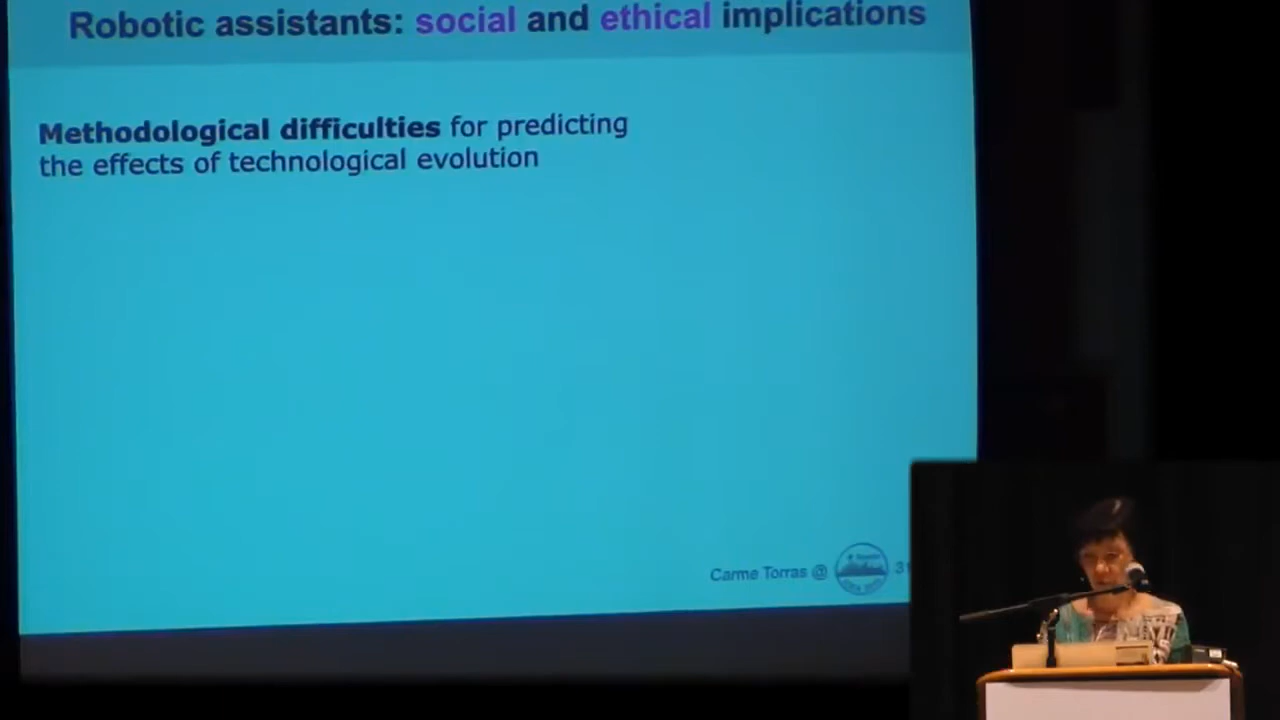 Robotic assistants: social and ethical implications
Methodological difficulties for predicting
the effects of technological evolution
Carme Torras @